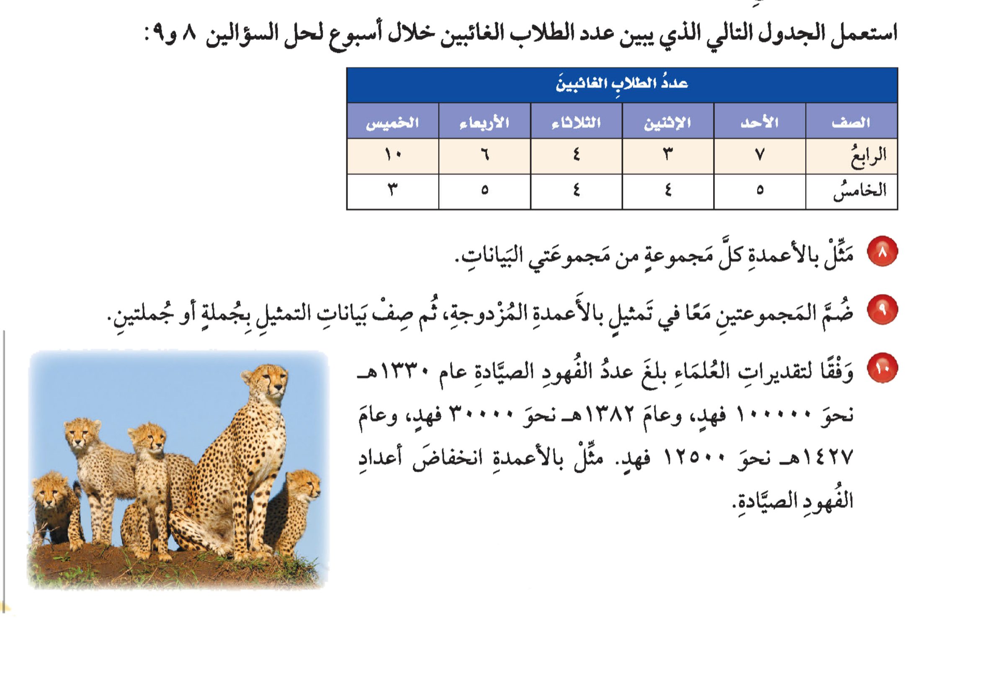 استعمل الجدول التالي الذي يبين عدد الطلاب الغائبين خلال أسبوع لحل السؤالين ٨ و٩:
عددُ الطلابِ الغائبينَ
الصف الأحد الإثنين الثلاثاء الأربعاء الخميس
الرابعُ ٧ ٣ ٤ ٦ ١٠
الخامسُ ٥ ٤ ٤ ٥ ٣
٨ مَثِّلْ بالأعمدةِ كلَّ مَجموعةٍ من مَجموعَتي البَياناتِ.
٩ ضُمَّ المَجموعتينِ مَعًا في تَمثيلٍ بالأَعمدةِ المُزْدوجةِ، ثُم صِفْ بَياناتِ التمثيلِ بِجُملةٍ أو جُملتينِ.
١٠ وَفْقًا لتقديراتِ العُلمَاءِ بلغَ عددُ الفُهودِ الصيَّادةِ عام ١٣٣٠هـ
نحوَ ١٠٠٠٠٠ فهدٍ، وعامَ ١٣٨٢هـ نحوَ ٣٠٠٠٠ فهدٍ، وعامَ
١٤٢٧هـ نحوَ ١٢٥٠٠ فهدٍ. مثِّلْ بالأعمدةِ انخفاضَ أعدادِ
الفُهودِ الصيَّادةِ.